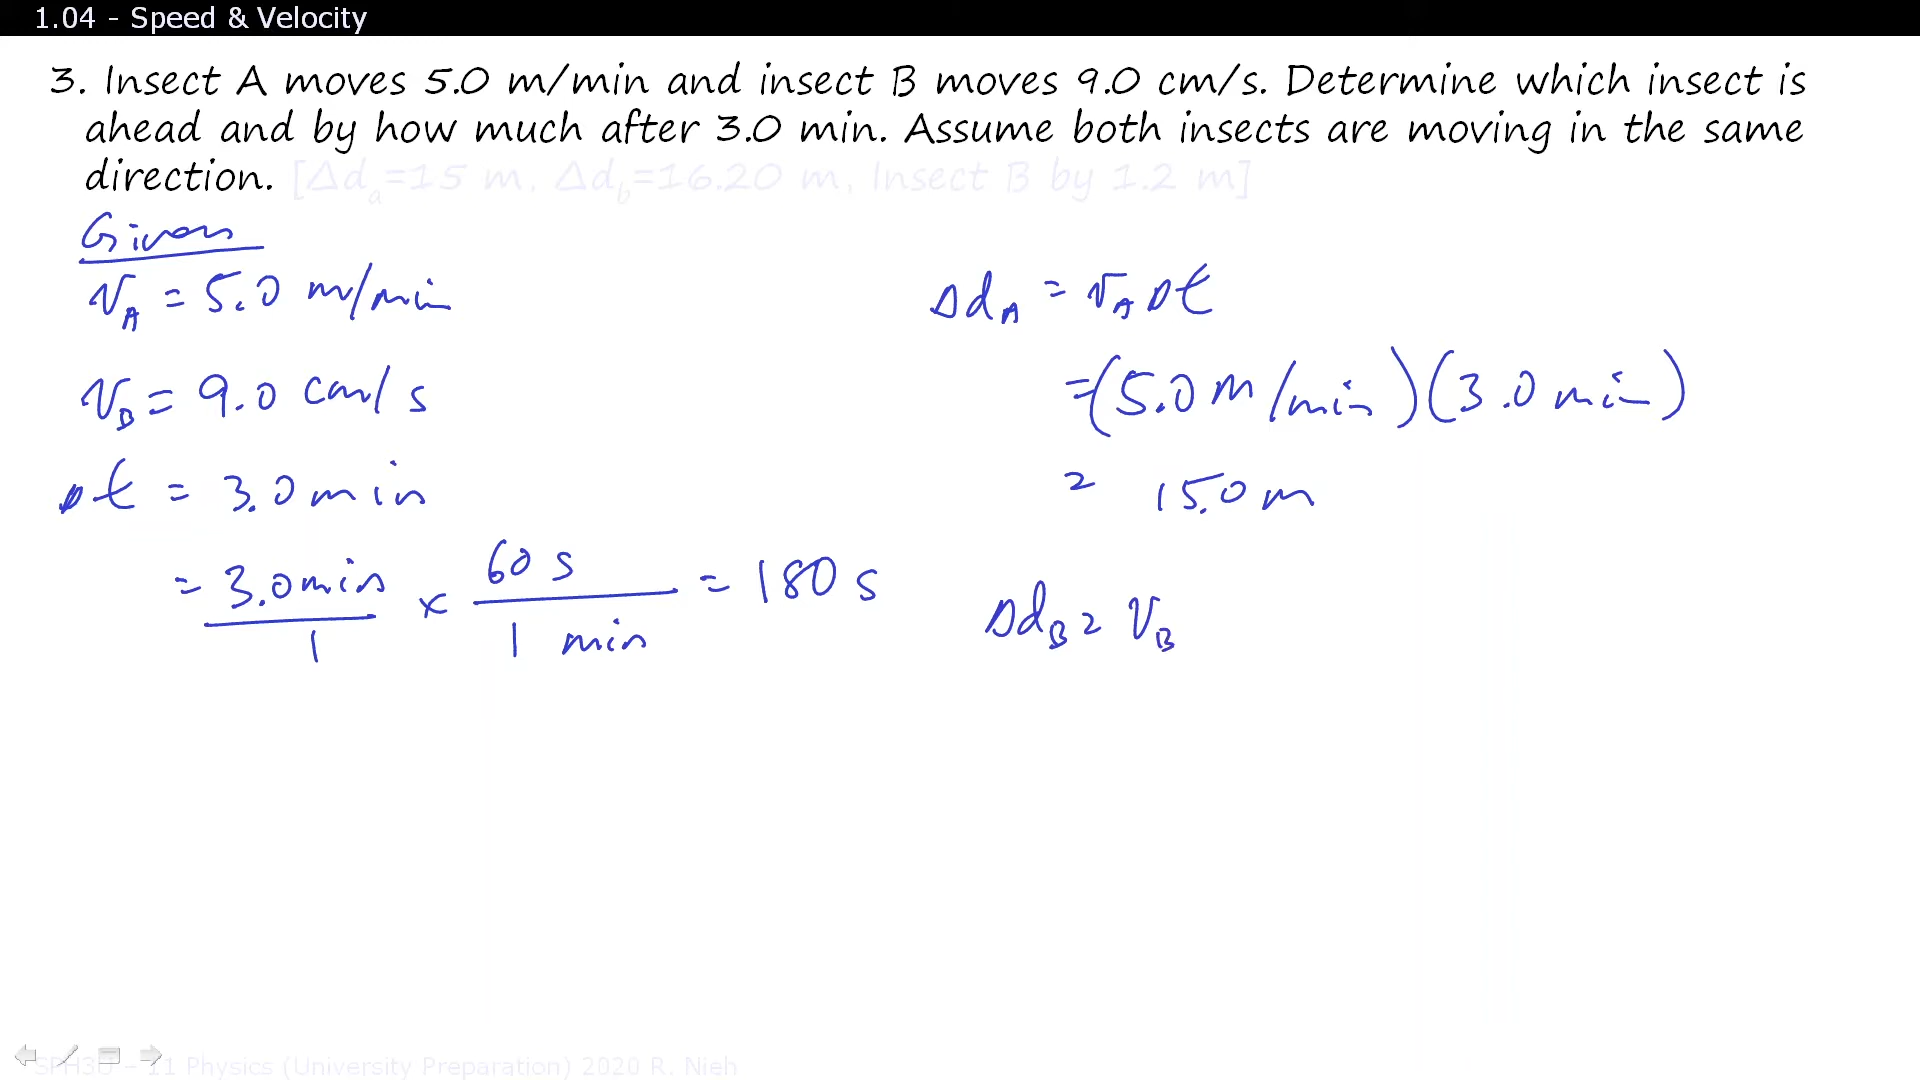 1.04 - Speed & Velocity
3. Insect A moves 5.0 m/min and insect B moves 9.0 cm/s. Determine which insect is
ahead and by how much after 3.0 min. Assume both insects are moving in the same
direction. [Δdₐ=15 m, Δd_b=16.20 m, Insect B by 1.2 m]
Given
v_A = 5.0 m/min
v_B = 9.0 cm/s
Δt = 3.0 min
= 3.0 min/1 × 60 s/1 min = 180 s
Δd_A = v_A Δt
= (5.0 m/min)(3.0 min)
= 15.0 m
Δd_B = v_B
SPH3U – 11 Physics (University Preparation) 2020 R. Nieh